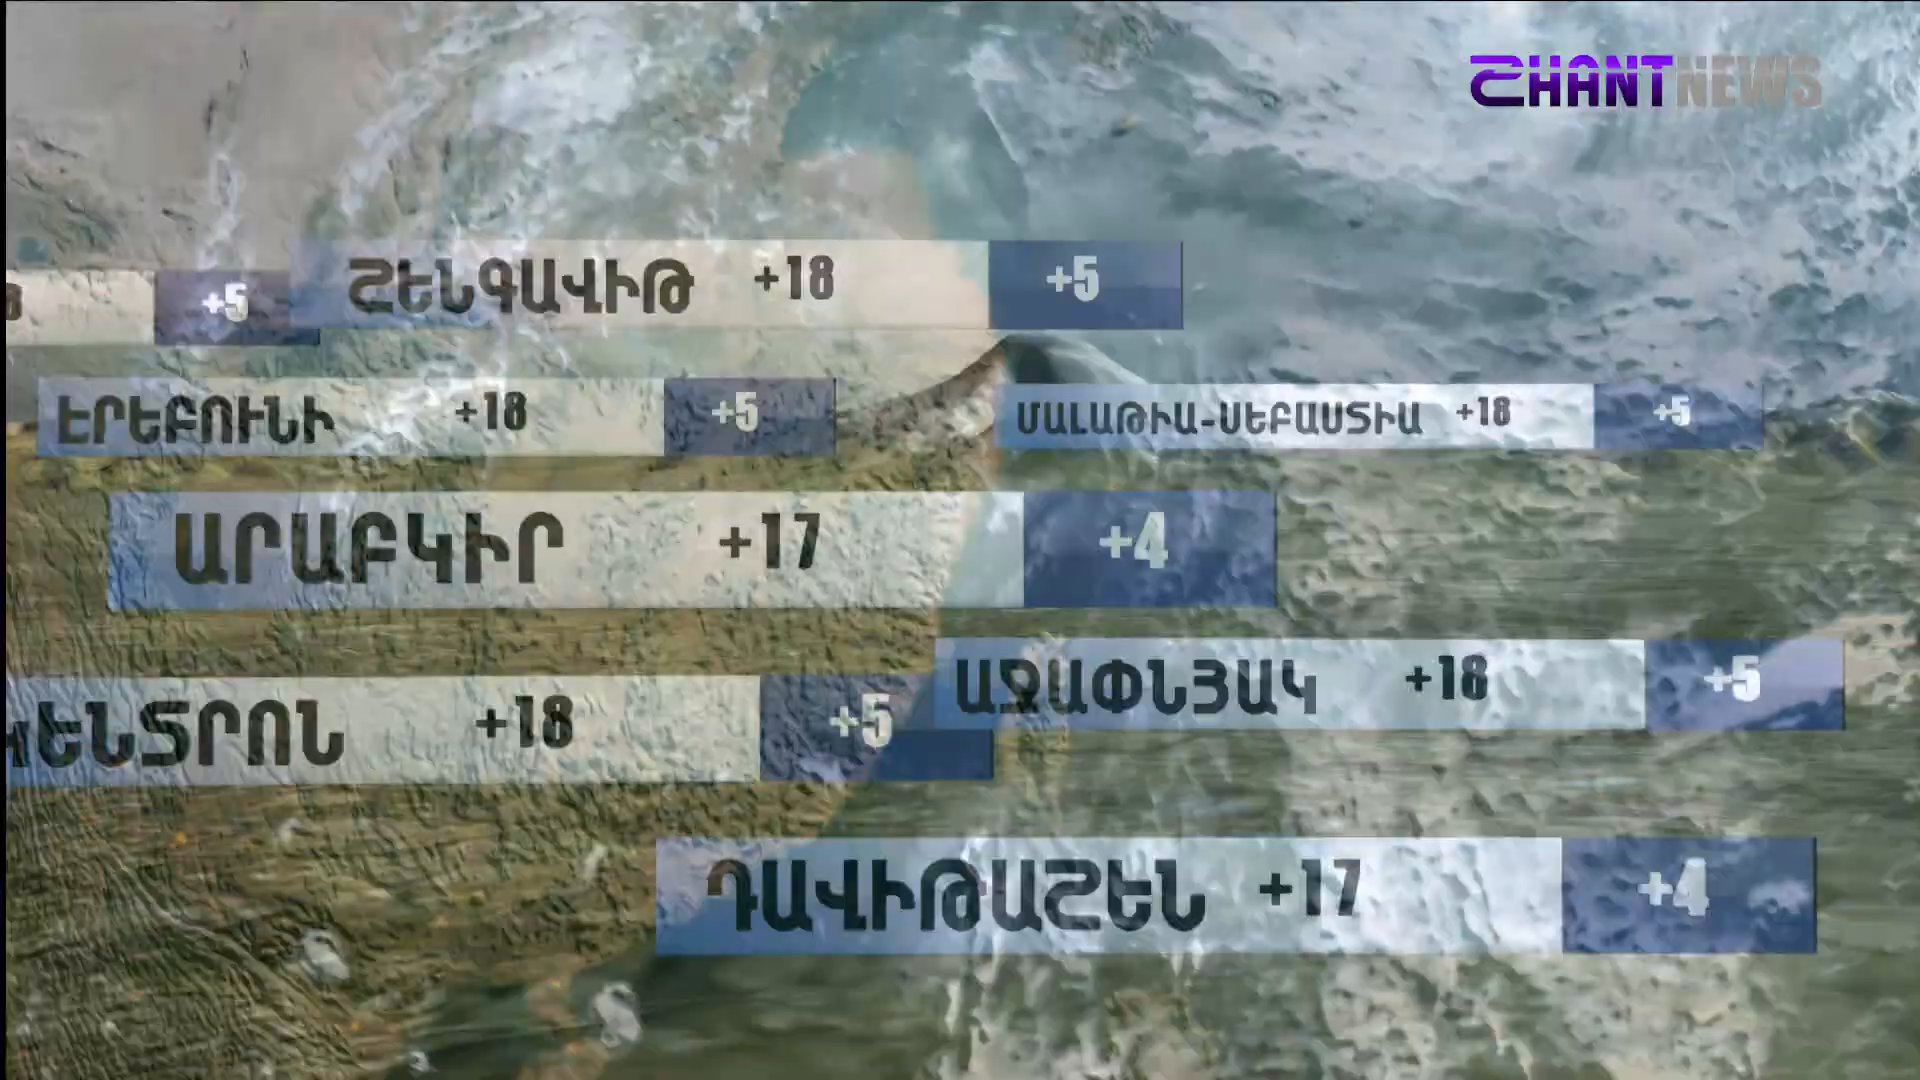 ՇHANTNEWS
ՇԵՆԳԱՎԻԹ +18 +5
+5
ԷՐԵԲՈՒՆԻ +18 +5
ՄԱԼԱԹԻԱ-ՍԵԲԱՍՏԻԱ +18 +5
ԱՐԱԲԿԻՐ +17 +4
ԱՋԱՓՆՅԱԿ +18 +5
ԿԵՆՏՐՈՆ +18 +5
ԴԱՎԻԹԱՇԵՆ +17 +4